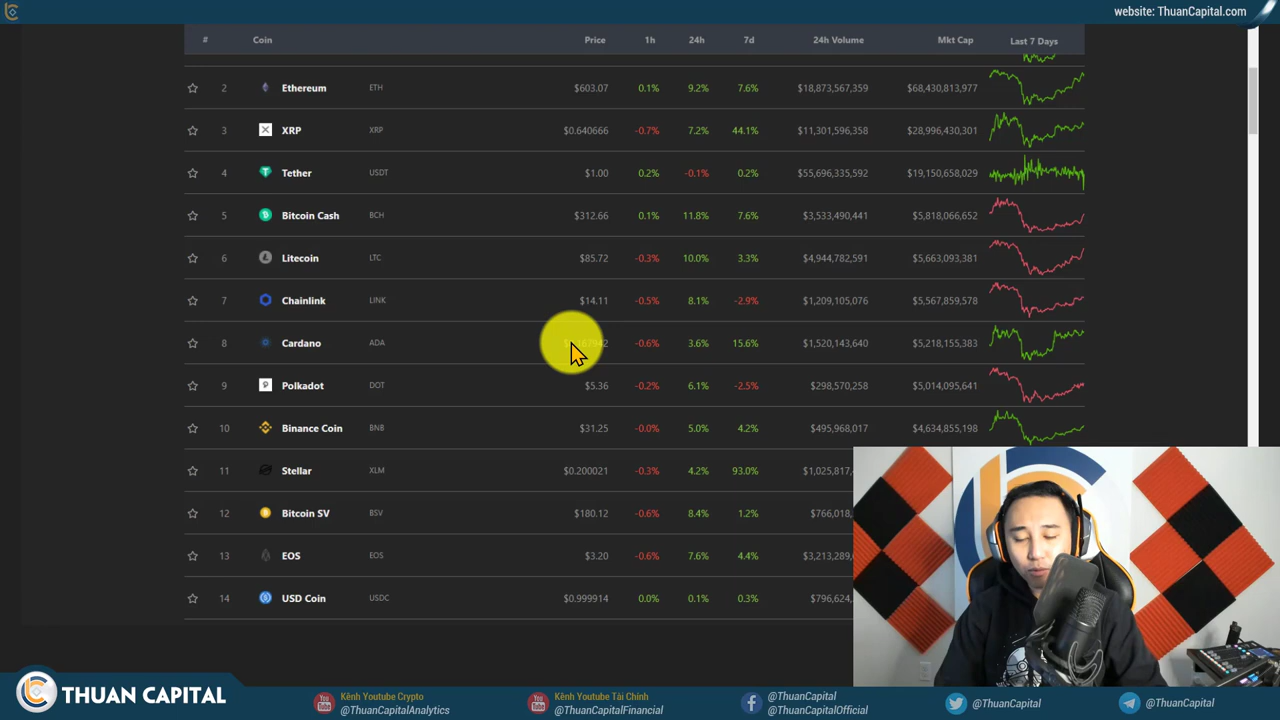 website: ThuanCapital.com
# Coin Price 1h 24h 7d 24h Volume Mkt Cap Last 7 Days
2 Ethereum ETH $603.07 0.1% 9.2% 7.6% $18,873,567,359 $68,430,813,977
3 XRP XRP $0.640666 -0.7% 7.2% 44.1% $11,301,596,358 $28,996,430,301
4 Tether USDT $1.00 0.2% -0.1% 0.2% $55,696,335,592 $19,150,658,029
5 Bitcoin Cash BCH $312.66 0.1% 11.8% 7.6% $3,533,490,441 $5,818,066,652
6 Litecoin LTC $85.72 -0.3% 10.0% 3.3% $4,944,782,591 $5,663,093,381
7 Chainlink LINK $14.11 -0.5% 8.1% -2.9% $1,209,105,076 $5,567,859,578
8 Cardano ADA -0.6% 3.6% 15.6% $1,520,143,640 $5,218,155,383
9 Polkadot DOT $5.36 -0.2% 6.1% -2.5% $298,570,258 $5,014,095,641
10 Binance Coin BNB $31.25 -0.0% 5.0% 4.2% $495,968,017 $4,634,855,198
11 Stellar XLM $0.200021 -0.3% 4.2% 93.0% $1,025,817,4
12 Bitcoin SV BSV $180.12 -0.6% 8.4% 1.2% $766,018,
13 EOS EOS $3.20 -0.6% 7.6% 4.4% $3,213,289,
14 USD Coin USDC $0.999914 0.0% 0.1% 0.3% $796,624,
THUAN CAPITAL
Kênh Youtube Crypto
@ThuanCapitalAnalytics
Kênh Youtube Tài Chính
@ThuanCapitalFinancial
@ThuanCapital
@ThuanCapitalOfficial
@ThuanCapital
@ThuanCapital